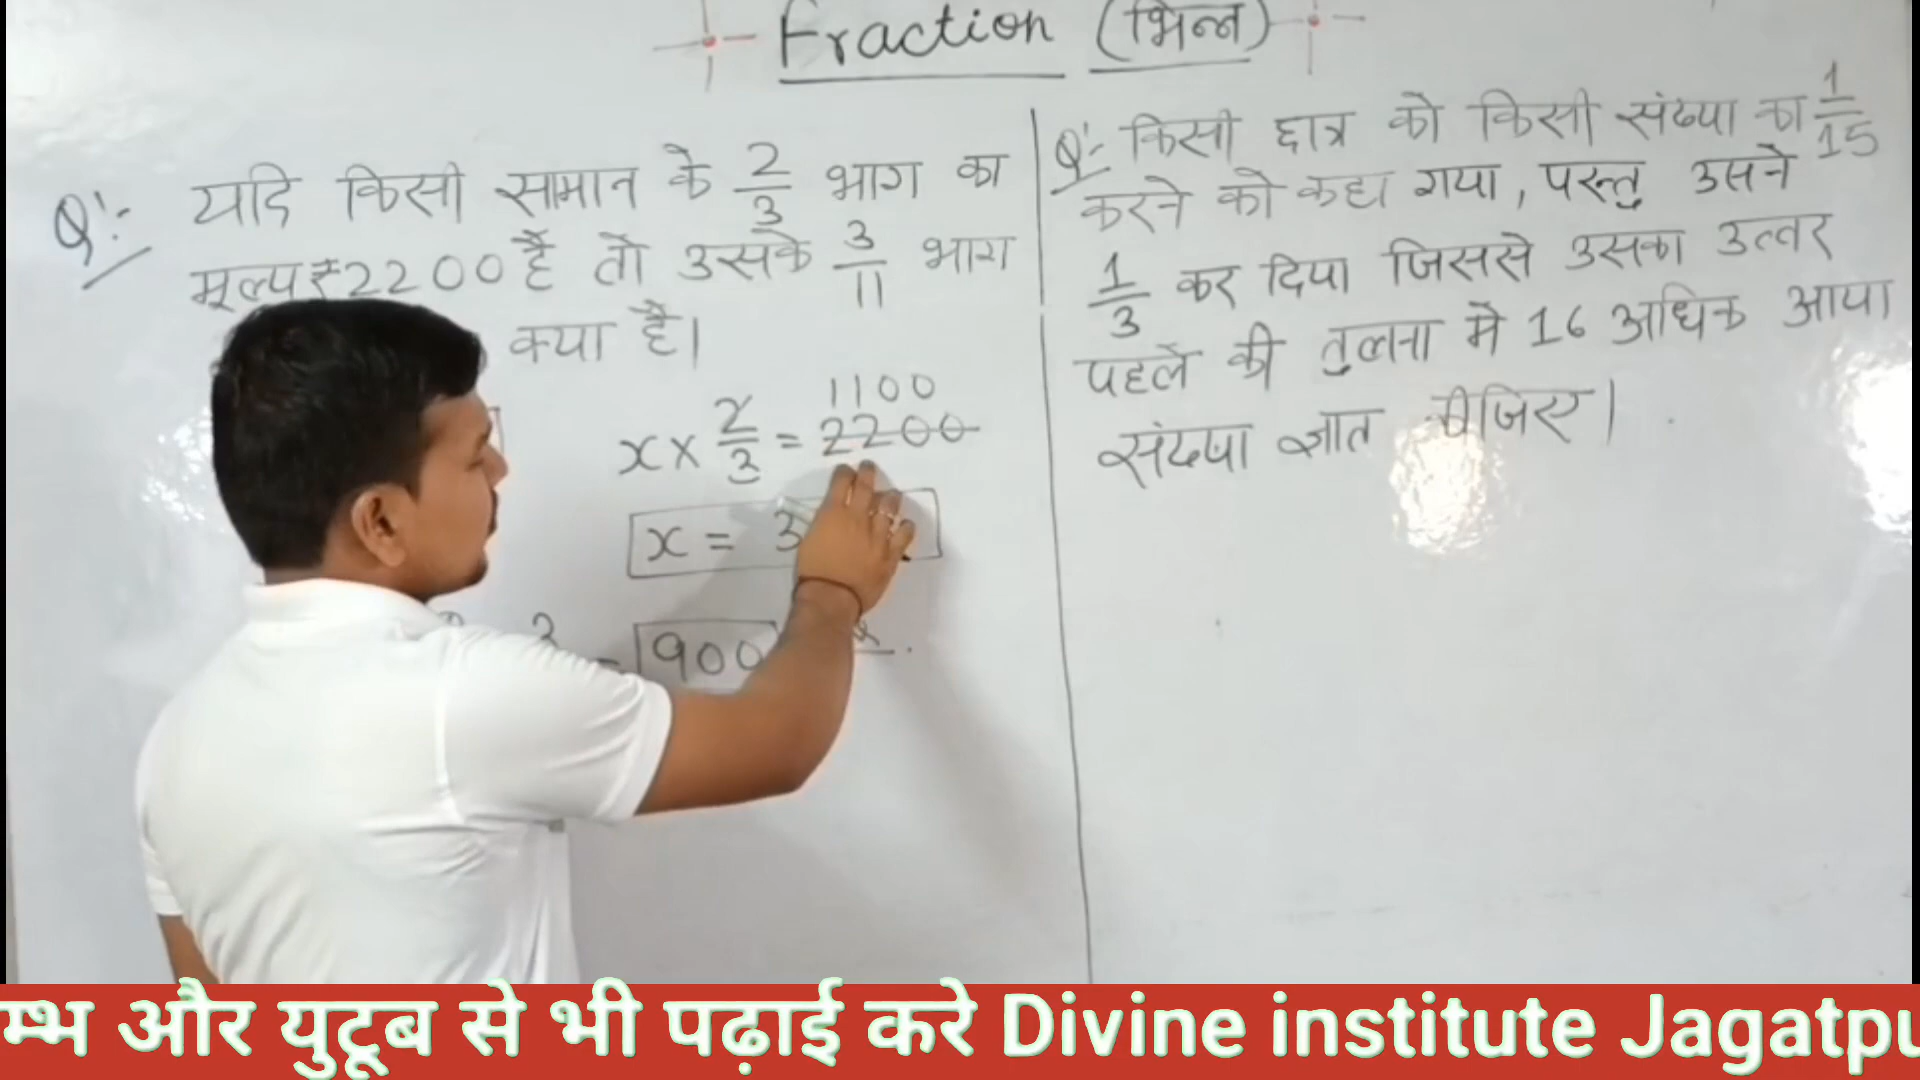 Fraction (भिन्न)
Q:- यदि किसी सामान के 2/3 भाग का
मूल्य ₹2200 है तो उसके 3/11 भाग
क्या है।
x × 2/3 = 2200
1100
x = 3
3
= 900
Q:- किसी छात्र को किसी संख्या का 1/15
करने को कहा गया, परन्तु उसने
1/3 कर दिया जिससे उसका उत्तर
पहले की तुलना में 16 अधिक आया
संख्या ज्ञात कीजिए।
म्भ और युटूब से भी पढ़ाई करे Divine institute Jagatpu